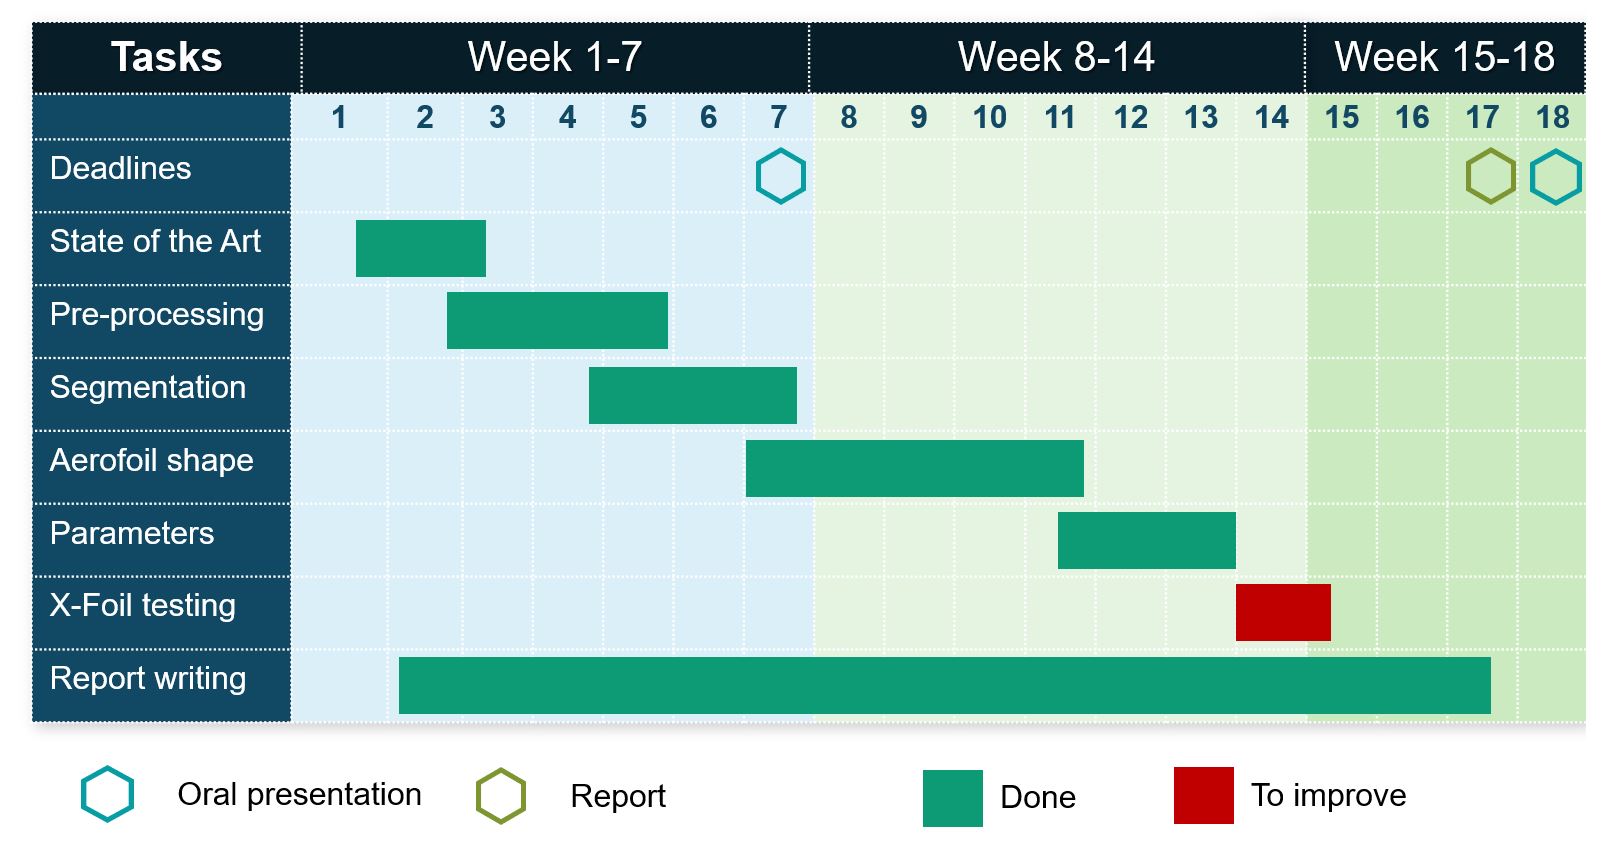 Tasks Week 1-7 Week 8-14 Week 15-18
1 2 3 4 5 6 7 8 9 10 11 12 13 14 15 16 17 18
Deadlines
State of the Art
Pre-processing
Segmentation
Aerofoil shape
Parameters
X-Foil testing
Report writing
Oral presentation Report Done To improve